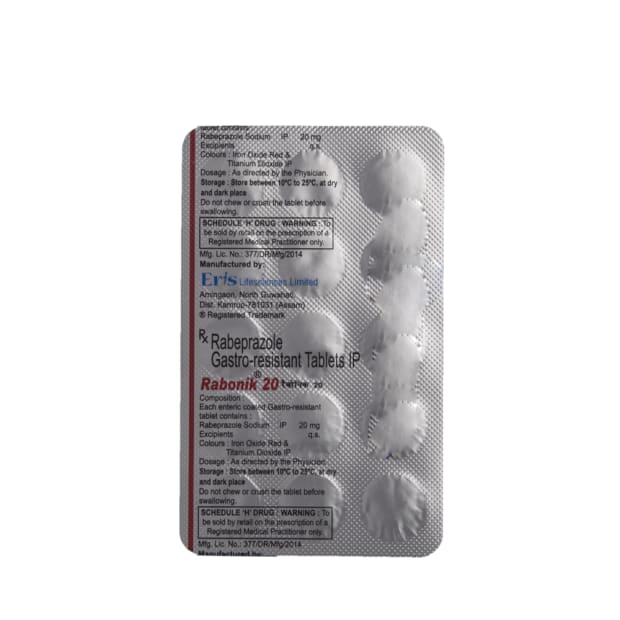 tablet contains :
Rabeprazole Sodium IP 20 mg
Excipients q.s.
Colours : Iron Oxide Red &
Titanium Dioxide IP
Dosage : As directed by the Physician.
Storage : Store between 10°C to 25°C, at dry
and dark place
Do not chew or crush the tablet before
swallowing.
SCHEDULE 'H' DRUG : WARNING : To
be sold by retail on the prescription of a
Registered Medical Practitioner only.
Mfg. Lic. No.: 377/DR/Mfg/2014
Manufactured by:
Eris Lifesciences Limited
Amingaon, North Guwahati,
Dist. Kamrup-781031 (Assam)
® Registered Trademark
Rx Rabeprazole
Gastro-resistant Tablets IP
Rabonik® 20 रैबोनिक 20
Composition :
Each enteric coated Gastro-resistant
tablet contains :
Rabeprazole Sodium IP 20 mg
Excipients q.s.
Colours : Iron Oxide Red &
Titanium Dioxide IP
Dosage : As directed by the Physician.
Storage : Store between 10°C to 25°C, at dry
and dark place
Do not chew or crush the tablet before
swallowing.
SCHEDULE 'H' DRUG : WARNING : To
be sold by retail on the prescription of a
Registered Medical Practitioner only.
Mfg. Lic. No.: 377/DR/Mfg/2014
Manufactured by: